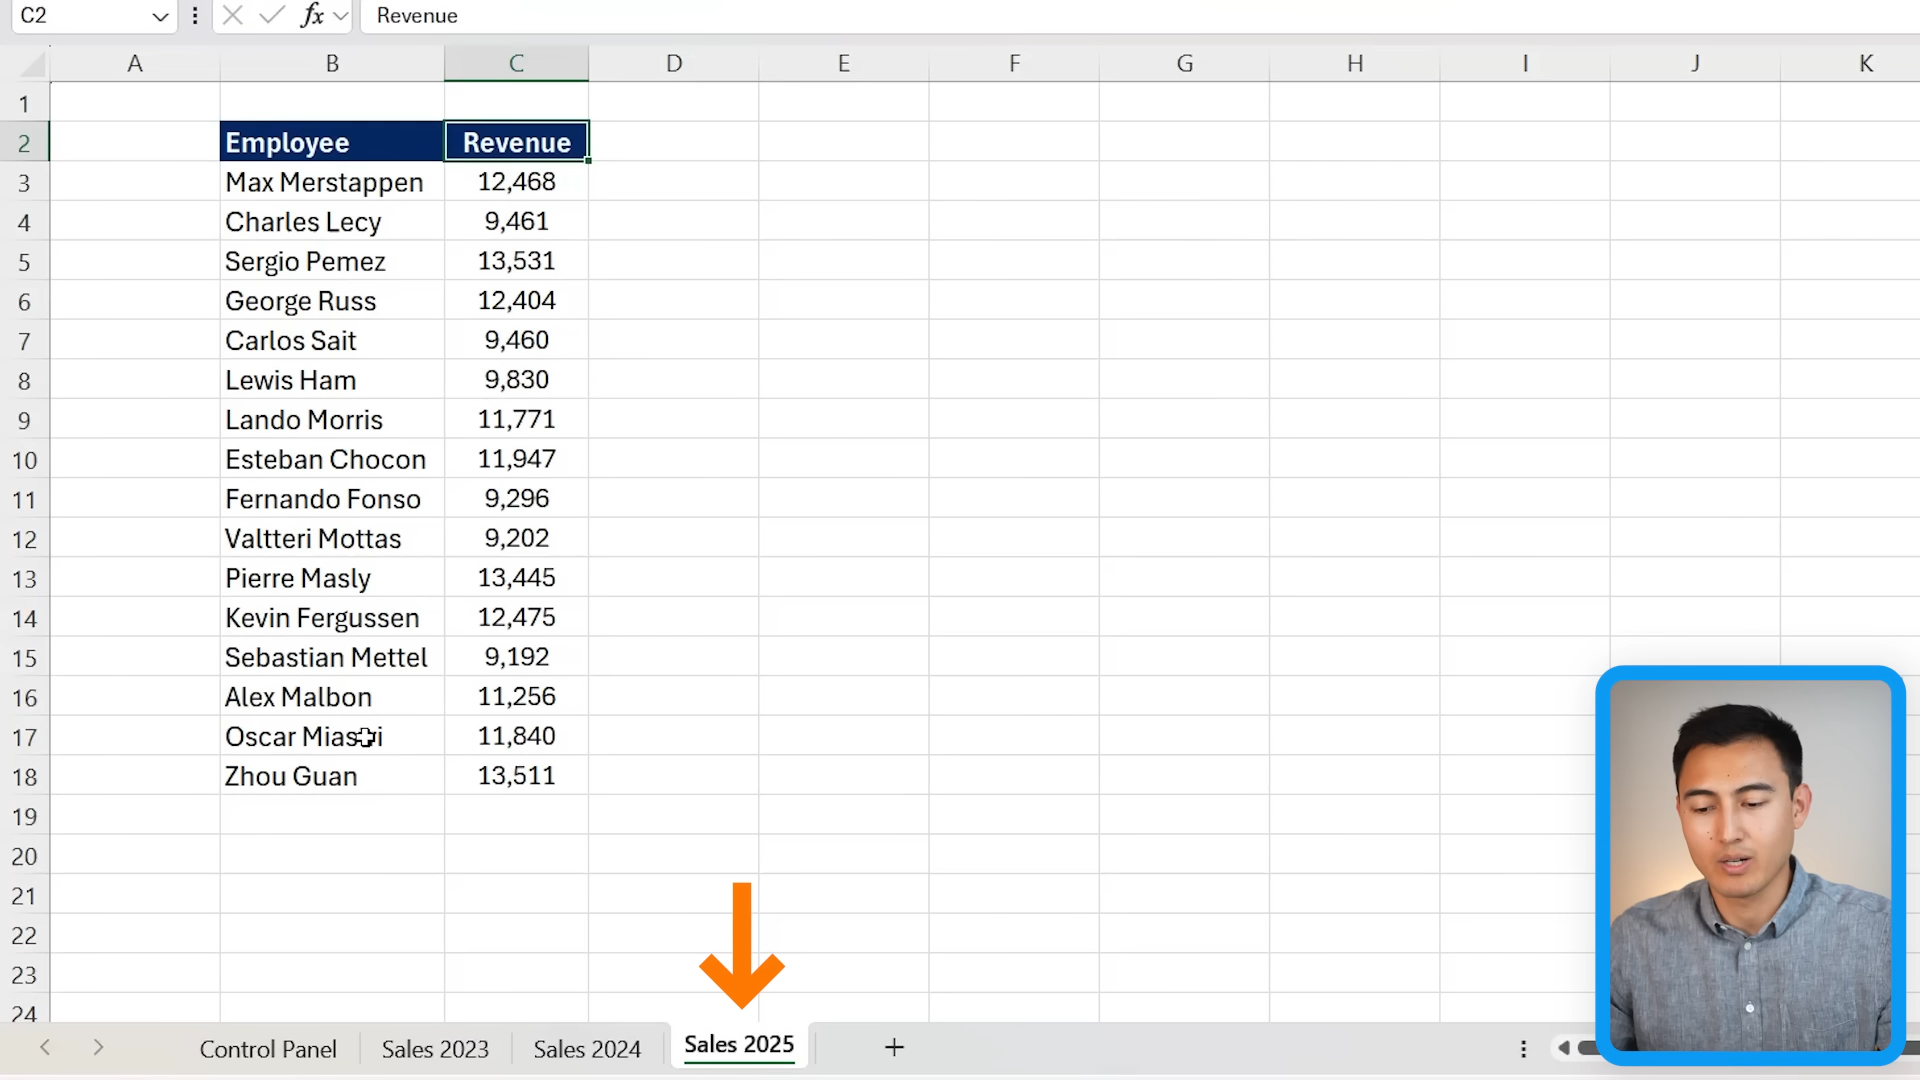 C2 fx Revenue
A B C D E F G H I J K
1
2 Employee Revenue
3 Max Merstappen 12,468
4 Charles Lecy 9,461
5 Sergio Pemez 13,531
6 George Russ 12,404
7 Carlos Sait 9,460
8 Lewis Ham 9,830
9 Lando Morris 11,771
10 Esteban Chocon 11,947
11 Fernando Fonso 9,296
12 Valtteri Mottas 9,202
13 Pierre Masly 13,445
14 Kevin Fergussen 12,475
15 Sebastian Mettel 9,192
16 Alex Malbon 11,256
17 Oscar 11,840
18 Zhou Guan 13,511
19
20
21
22
23
24
Control Panel Sales 2023 Sales 2024 Sales 2025 +